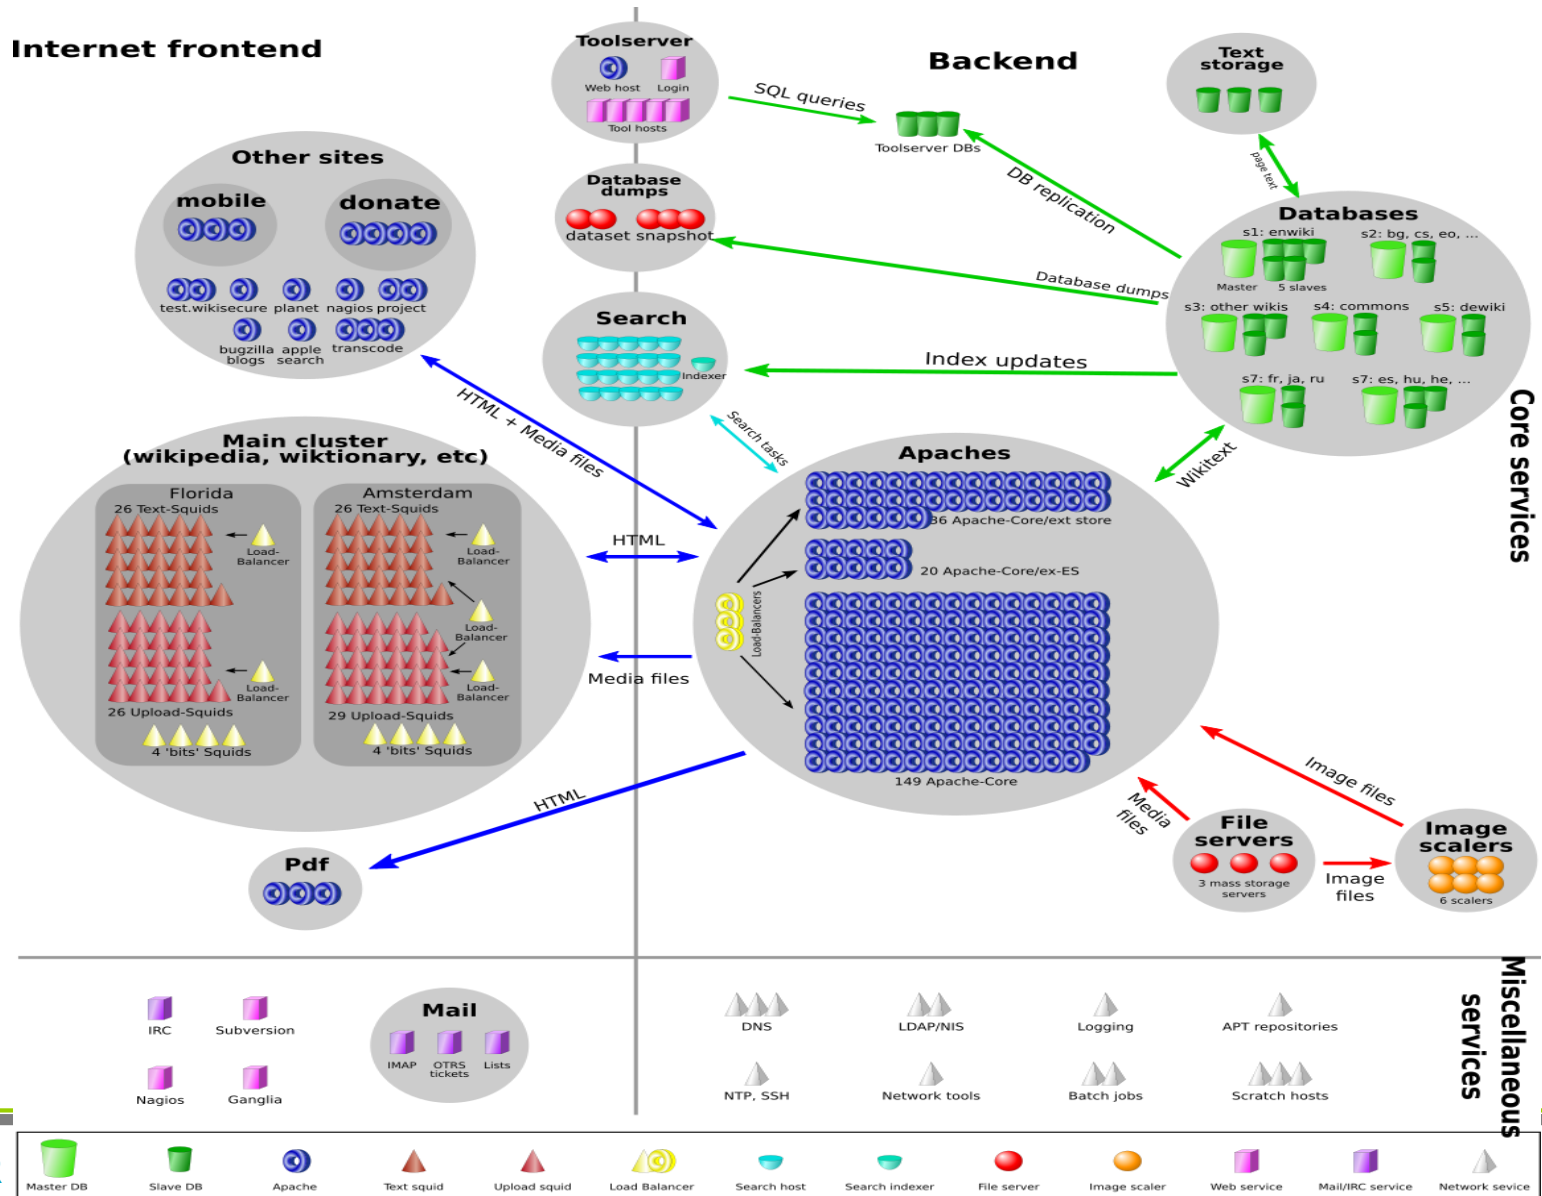 Internet frontend
Backend
Toolserver
Web host
Login
Tool hosts
SQL queries
Toolserver DBs
Text
storage
page text
DB replication
Database
dumps
dataset snapshot
Database dumps
Databases
s1: enwiki
s2: bg, cs, eo, ...
Master
5 slaves
s3: other wikis
s4: commons
s5: dewiki
s7: fr, ja, ru
s7: es, hu, he, ...
Core services
Other sites
mobile
donate
test.wiki
secure
planet
nagios
project
bugzilla
blogs
apple
search
transcode
Search
Indexer
Index updates
Search tasks
Wikitext
HTML + Media files
Main cluster
(wikipedia, wiktionary, etc)
Florida
26 Text-Squids
Load-
Balancer
Load-
Balancer
26 Upload-Squids
4 'bits' Squids
Amsterdam
26 Text-Squids
Load-
Balancer
Load-
Balancer
Load-
Balancer
29 Upload-Squids
4 'bits' Squids
HTML
Media files
HTML
Apaches
36 Apache-Core/ext store
20 Apache-Core/ex-ES
Load-Balancers
149 Apache-Core
Pdf
Image files
Media
files
File
servers
3 mass storage
servers
Image
files
Image
scalers
6 scalers
Miscellaneous
services
IRC
Subversion
Nagios
Ganglia
Mail
IMAP
OTRS
tickets
Lists
DNS
LDAP/NIS
Logging
APT repositories
NTP, SSH
Network tools
Batch jobs
Scratch hosts
Master DB
Slave DB
Apache
Text squid
Upload squid
Load Balancer
Search host
Search indexer
File server
Image scaler
Web service
Mail/IRC service
Network sevice